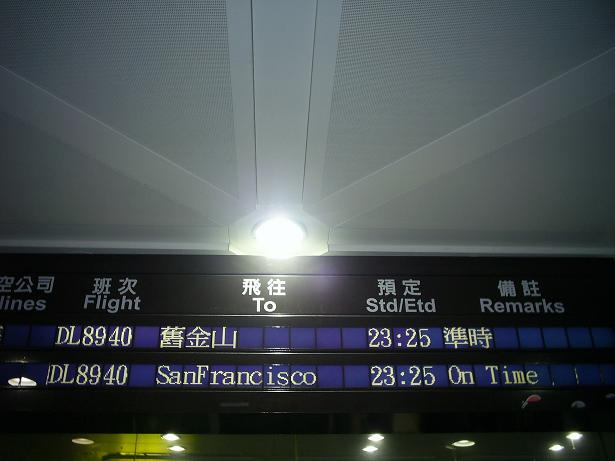 空公司 班次 飛往 預定 備註
lines Flight To Std/Etd Remarks
DL8940 舊金山 23:25 準時
DL8940 SanFrancisco 23:25 On Time